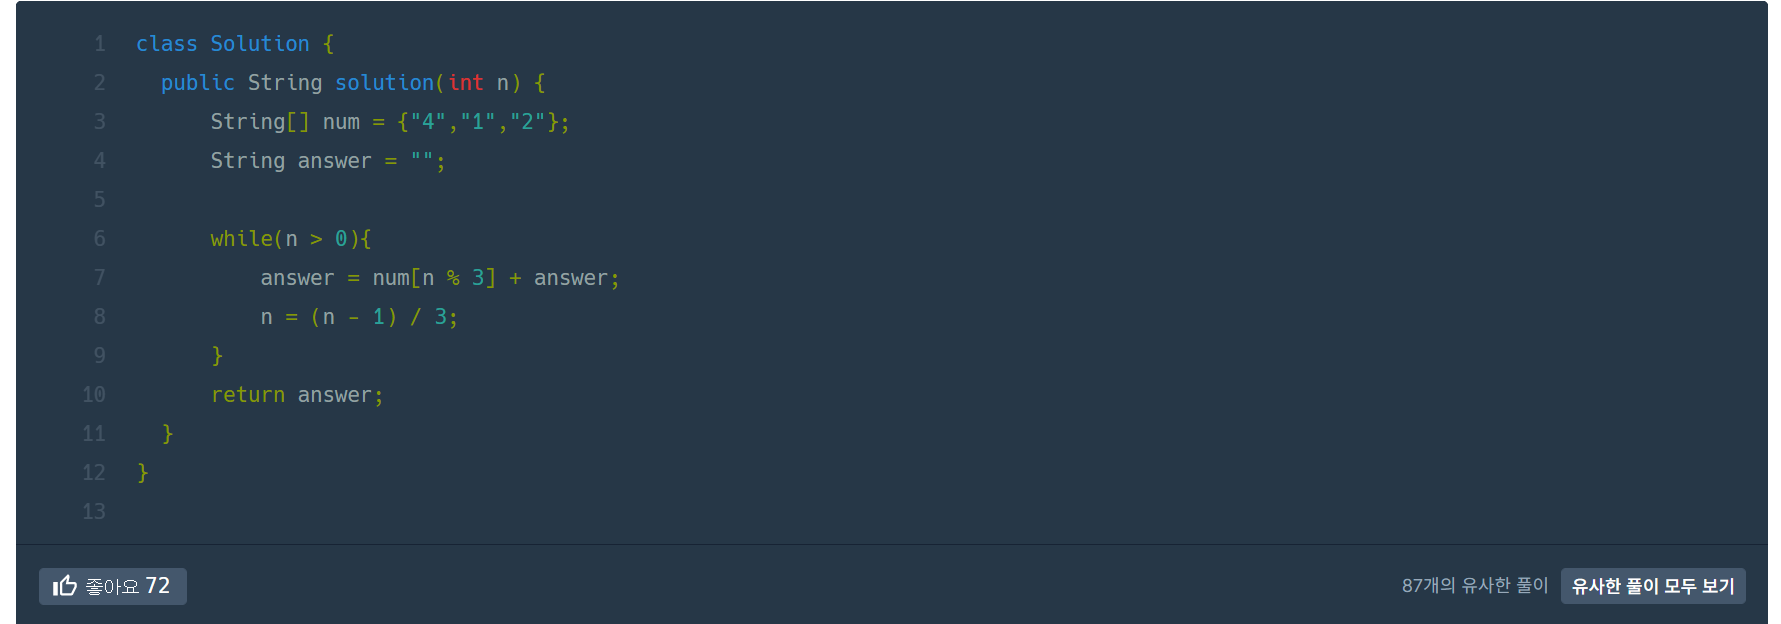 1 class Solution {
2 public String solution(int n) {
3 String[] num = {"4","1","2"};
4 String answer = "";
5
6 while(n > 0){
7 answer = num[n % 3] + answer;
8 n = (n - 1) / 3;
9 }
10 return answer;
11 }
12 }
13
좋아요 72 87개의 유사한 풀이 유사한 풀이 모두 보기